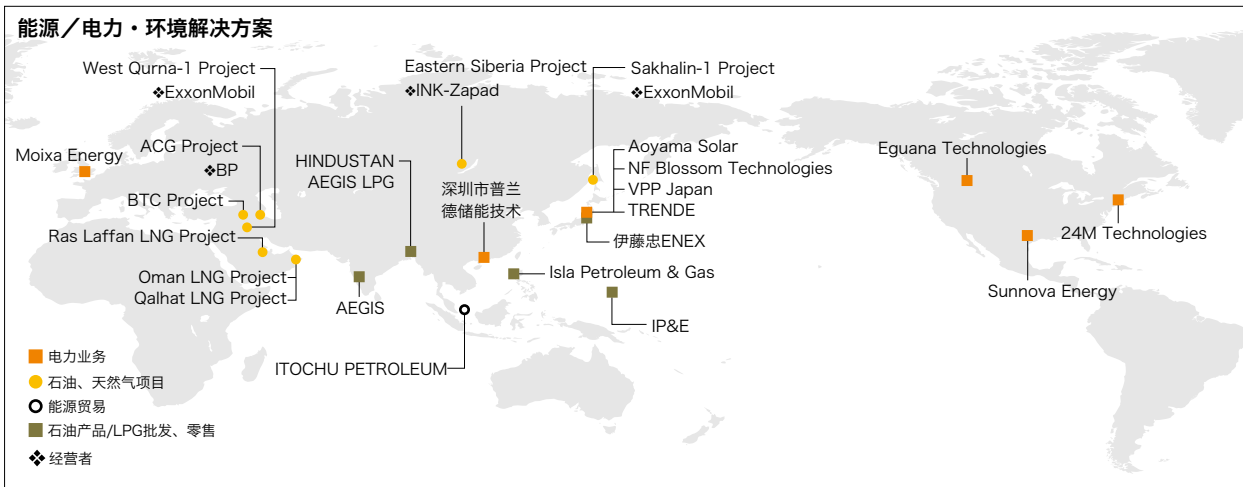 能源／电力・环境解决方案
West Qurna-1 Project
❖ExxonMobil
Eastern Siberia Project
❖INK-Zapad
Sakhalin-1 Project
❖ExxonMobil
Moixa Energy
ACG Project
❖BP
BTC Project
Ras Laffan LNG Project
Oman LNG Project
Qalhat LNG Project
HINDUSTAN
AEGIS LPG
深圳市普兰
德储能技术
Aoyama Solar
NF Blossom Technologies
VPP Japan
TRENDE
伊藤忠ENEX
Isla Petroleum & Gas
IP&E
AEGIS
ITOCHU PETROLEUM
Eguana Technologies
24M Technologies
Sunnova Energy
电力业务
石油、天然气项目
能源贸易
石油产品/LPG批发、零售
❖ 经营者